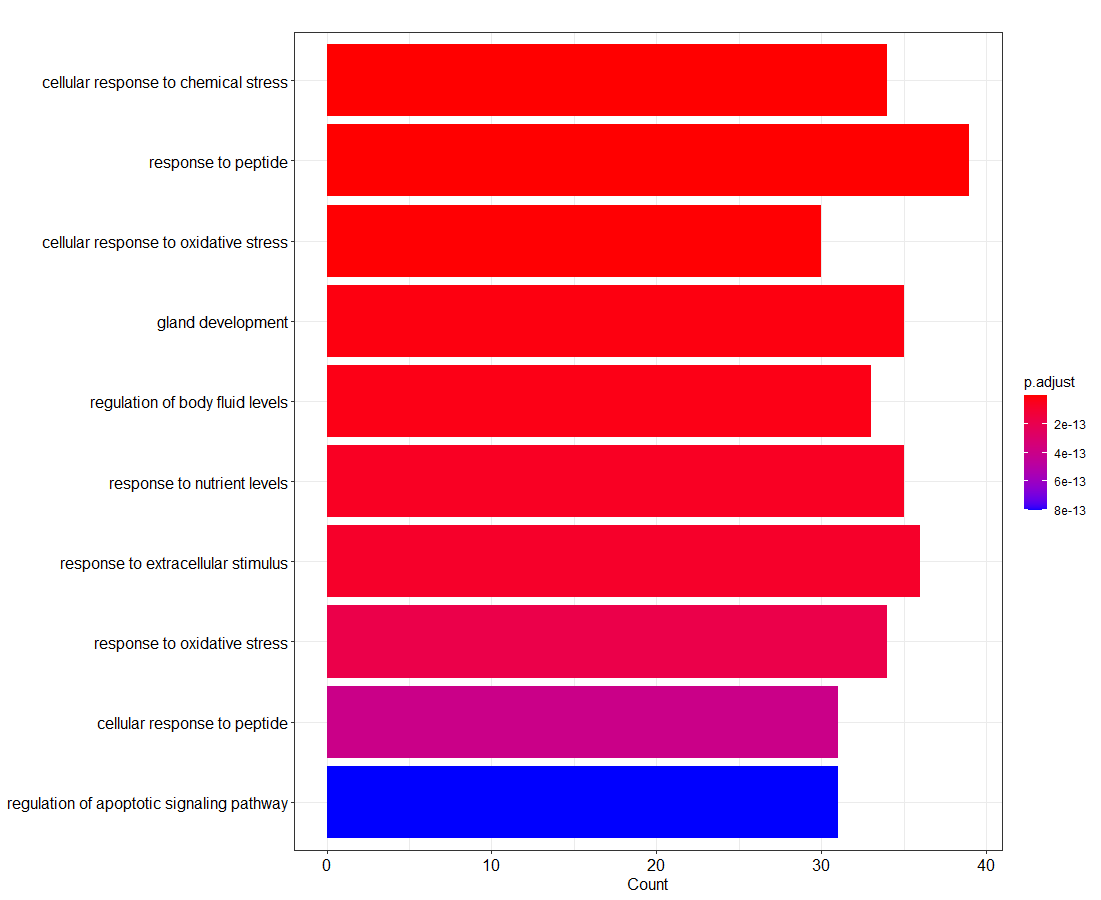 cellular response to chemical stress
response to peptide
cellular response to oxidative stress
gland development
regulation of body fluid levels
response to nutrient levels
response to extracellular stimulus
response to oxidative stress
cellular response to peptide
regulation of apoptotic signaling pathway
0 10 20 30 40
Count
p.adjust
2e-13
4e-13
6e-13
8e-13